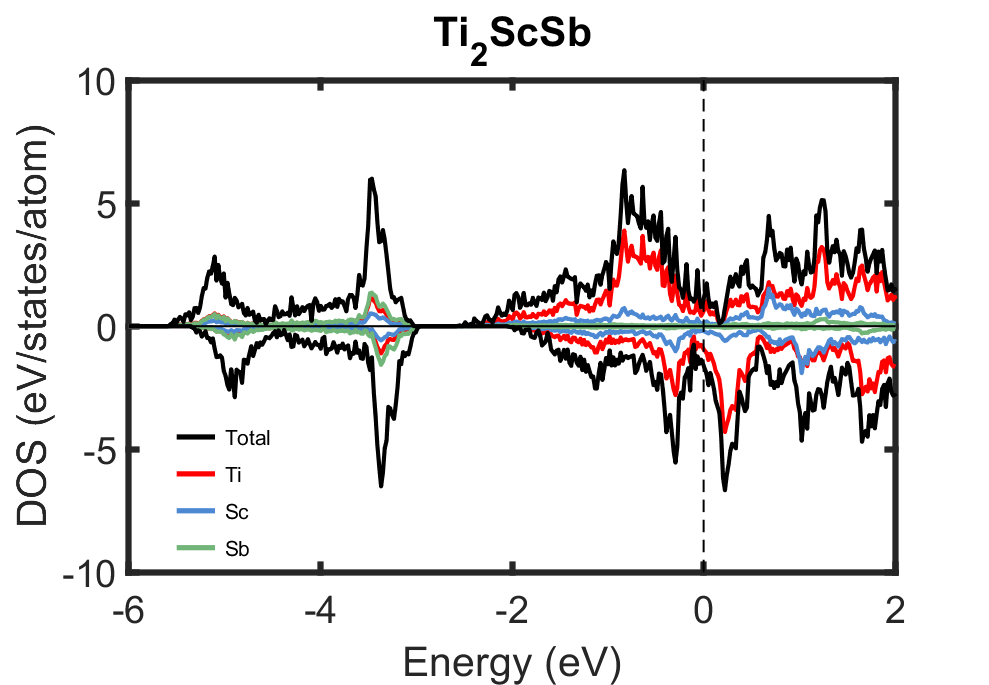 Ti2ScSb
DOS (eV/states/atom)
10
5
0
-5
-10
Total
Ti
Sc
Sb
-6 -4 -2 0 2
Energy (eV)